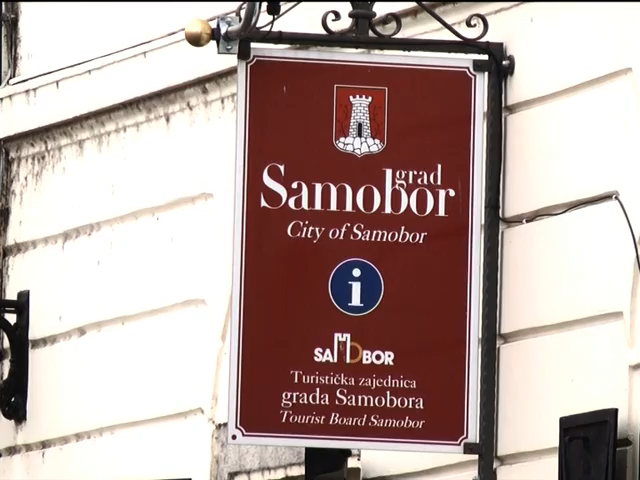 grad
Samobor
City of Samobor
i
SAMOBOR
Turistička zajednica
grada Samobora
Tourist Board Samobor